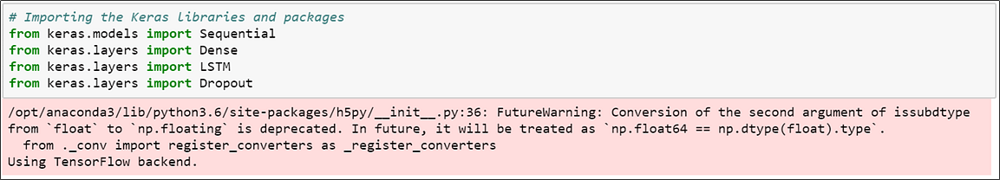 # Importing the Keras libraries and packages
from keras.models import Sequential
from keras.layers import Dense
from keras.layers import LSTM
from keras.layers import Dropout
/opt/anaconda3/lib/python3.6/site-packages/h5py/__init__.py:36: FutureWarning: Conversion of the second argument of issubdtype
from `float` to `np.floating` is deprecated. In future, it will be treated as `np.float64 == np.dtype(float).type`.
  from ._conv import register_converters as _register_converters
Using TensorFlow backend.